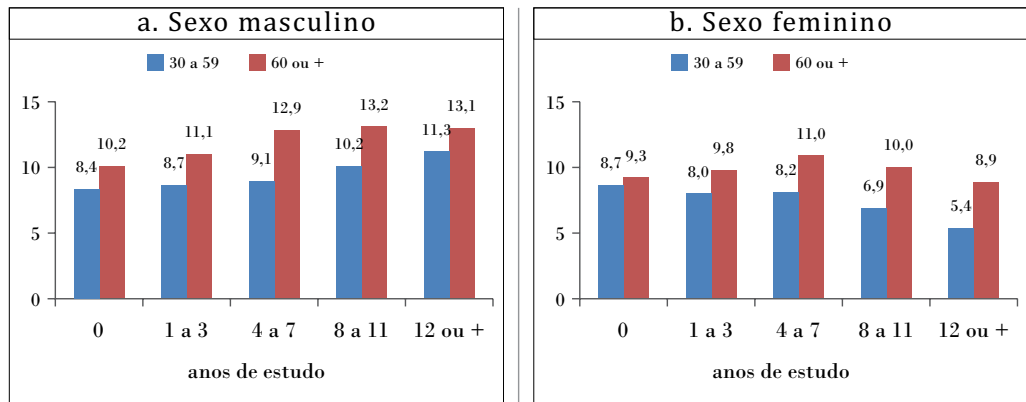 a. Sexo masculino
30 a 59 60 ou +
15
10
5
0
8,4 10,2 8,7 11,1 9,1 12,9 10,2 13,2 11,3 13,1
0 1 a 3 4 a 7 8 a 11 12 ou +
anos de estudo
b. Sexo feminino
30 a 59 60 ou +
15
10
5
0
8,7 9,3 8,0 9,8 8,2 11,0 6,9 10,0 5,4 8,9
0 1 a 3 4 a 7 8 a 11 12 ou +
anos de estudo